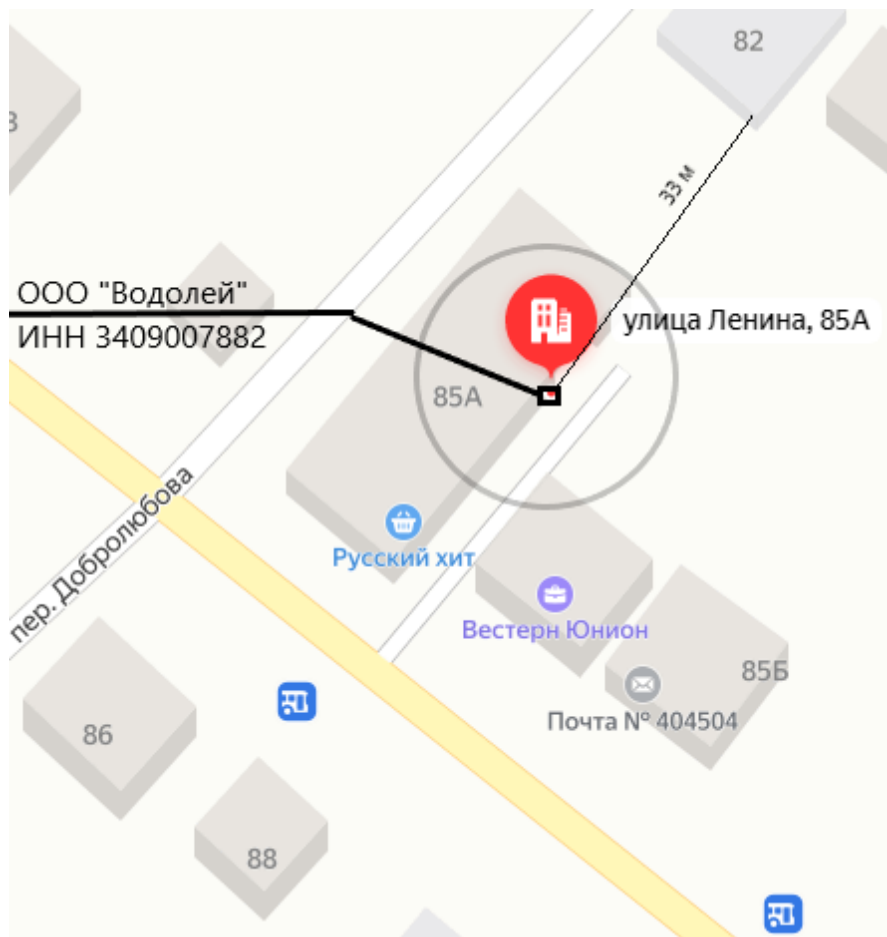 82
в
33 м
ООО "Водолей"
ИНН 3409007882
улица Ленина, 85А
85А
Русский хит
пер. Добролюбова
Вестерн Юнион
85Б
Почта № 404504
86
88